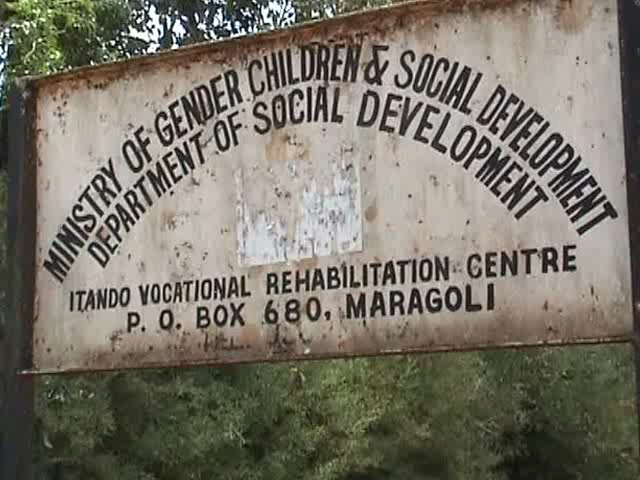 MINISTRY OF GENDER CHILDREN & SOCIAL DEVELOPMENT
DEPARTMENT OF SOCIAL DEVELOPMENT
ITANDO VOCATIONAL REHABILITATION CENTRE
P. O. BOX 680, MARAGOLI